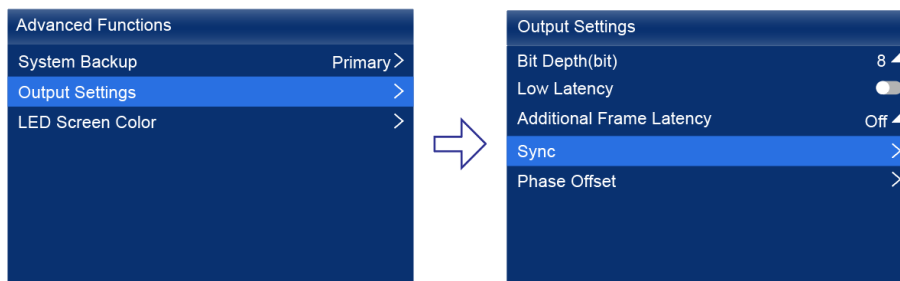 Advanced Functions
System Backup Primary
Output Settings
LED Screen Color
Output Settings
Bit Depth(bit) 8
Low Latency
Additional Frame Latency Off
Sync
Phase Offset